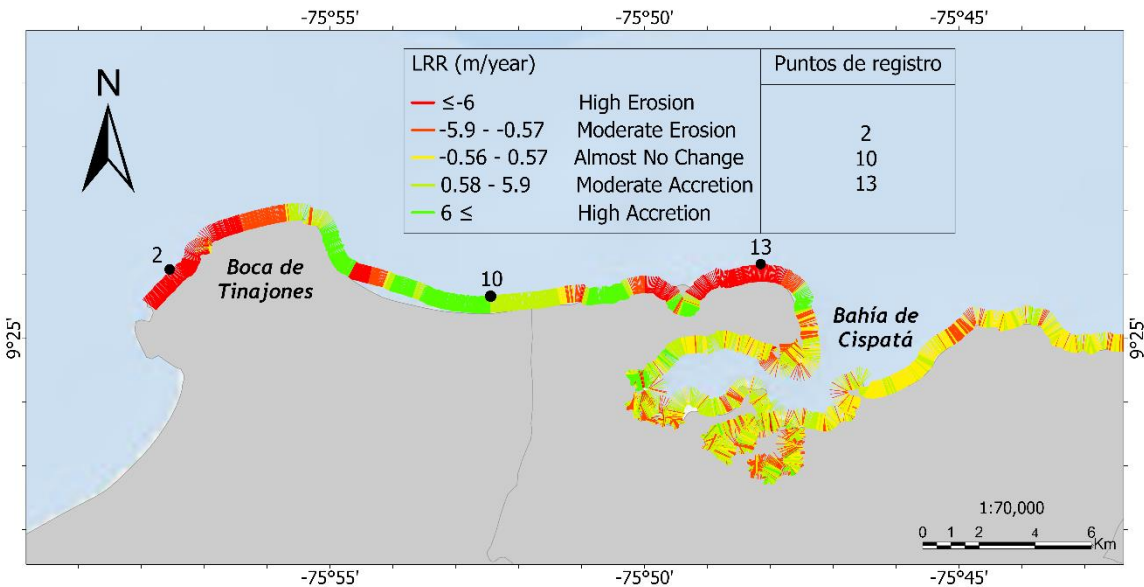 -75°55' -75°50' -75°45'
N
LRR (m/year) Puntos de registro
≤-6 High Erosion
-5.9 - -0.57 Moderate Erosion 2
-0.56 - 0.57 Almost No Change 10
0.58 - 5.9 Moderate Accretion 13
6 ≤ High Accretion
2
13
Boca de
Tinajones
10
Bahía de
Cispatá
9°25' 9°25'
1:70,000
0 1 2 4 6
Km
-75°55' -75°50' -75°45'